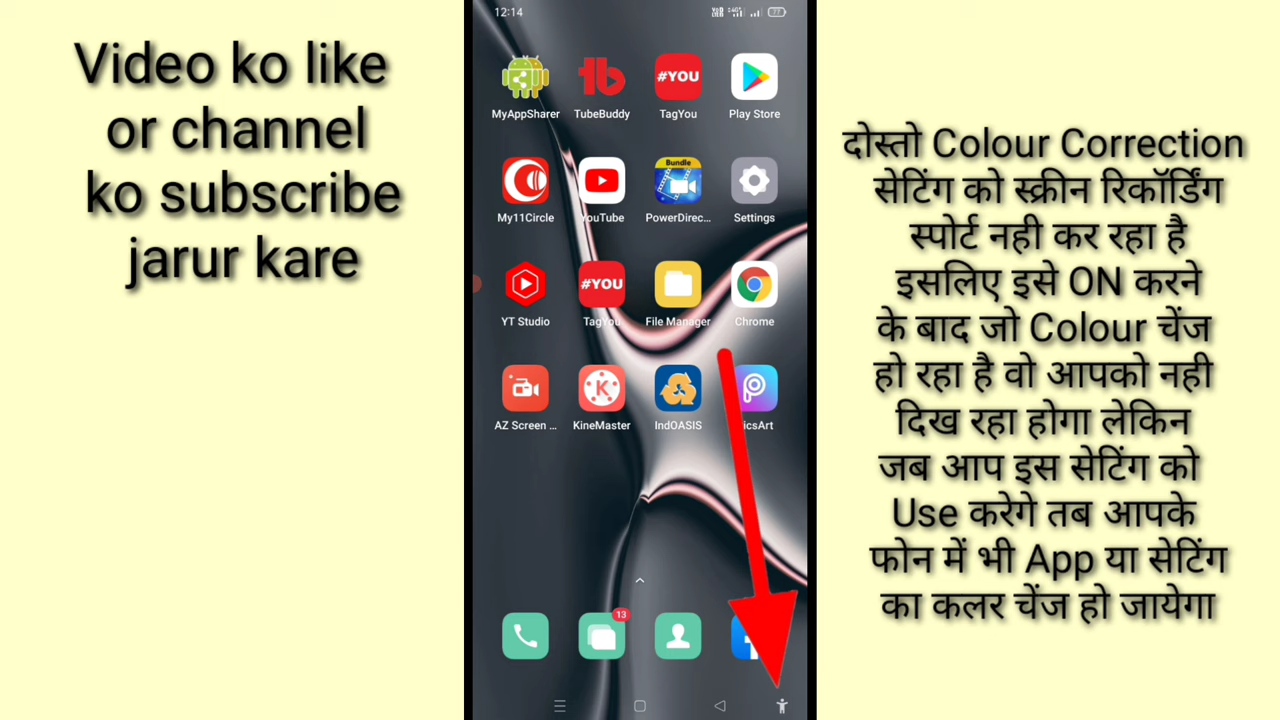 Video ko like
or channel
ko subscribe
jarur kare
12:14
77
MyAppSharer
TubeBuddy
#YOU
TagYou
Play Store
My11Circle
YouTube
Bundle
PowerDirec...
Settings
YT Studio
#YOU
TagYou
File Manager
Chrome
AZ Screen ...
KineMaster
IndOASIS
PicsArt
13
दोस्तो Colour Correction
सेटिंग को स्क्रीन रिकॉर्डिंग
स्पोर्ट नही कर रहा है
इसलिए इसे ON करने
के बाद जो Colour चेंज
हो रहा है वो आपको नही
दिख रहा होगा लेकिन
जब आप इस सेटिंग को
Use करेगे तब आपके
फोन में भी App या सेटिंग
का कलर चेंज हो जायेगा